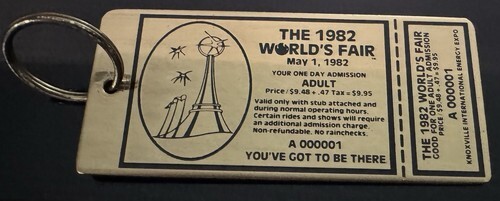 THE 1982
WORLD'S FAIR
May 1, 1982
YOUR ONE DAY ADMISSION
ADULT
Price/$9.48 + .47 Tax = $9.95
Valid only with stub attached and
during normal operating hours.
Certain rides and shows will require
an additional admission charge.
Non-refundable. No rainchecks.
A 000001
YOU'VE GOT TO BE THERE
THE 1982 WORLD'S FAIR
GOOD FOR ONE ADULT ADMISSION
PRICE/$9.48 + .47 = $9.95
A 000001
KNOXVILLE INTERNATIONAL ENERGY EXPO